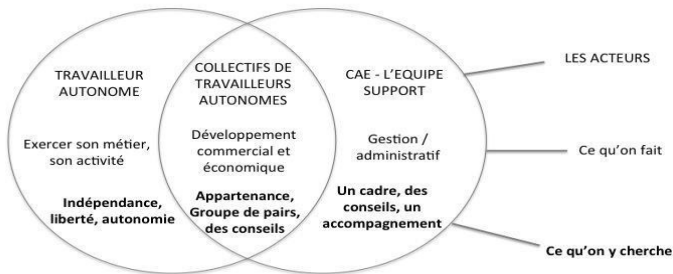 TRAVAILLEUR
AUTONOME
Exercer son métier,
son activité
Indépendance,
liberté, autonomie
COLLECTIFS DE
TRAVAILLEURS
AUTONOMES
Développement
commercial et
économique
Appartenance,
Groupe de pairs,
des conseils
CAE - L'EQUIPE
SUPPORT
Gestion /
administratif
Un cadre, des
conseils, un
accompagnement
LES ACTEURS
Ce qu'on fait
Ce qu'on y cherche